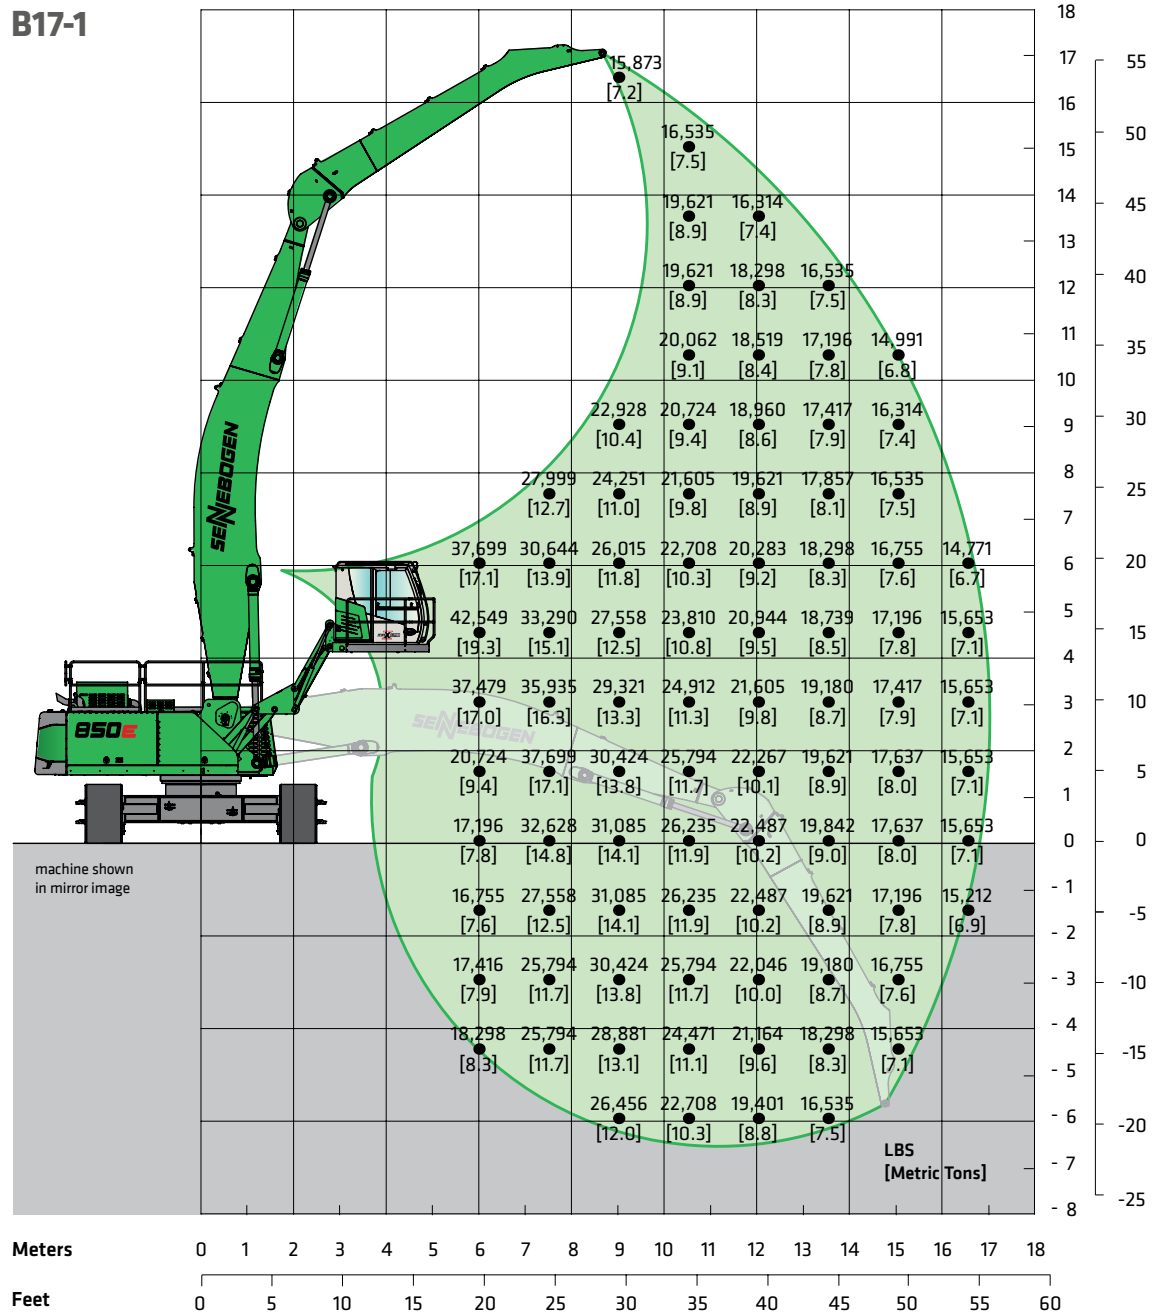 B17-1
18
17
55
15,873
[7.2]
16
50
16,535
15
[7.5]
14
45
19,621 16,314
[8.9] [7.4]
13
40
19,621 18,298 16,535
12
[8.9] [8.3] [7.5]
11
20,062 18,519 17,196 14,991
35
[9.1] [8.4] [7.8] [6.8]
10
22,928 20,724 18,960 17,417 16,314
9
30
[10.4] [9.4] [8.6] [7.9] [7.4]
SENNEBOGEN
8
27,999 24,251 21,605 19,621 17,857 16,535
25
[12.7] [11.0] [9.8] [8.9] [8.1] [7.5]
7
37,699 30,644 26,015 22,708 20,283 18,298 16,755 14,771
6
20
[17.1] [13.9] [11.8] [10.3] [9.2] [8.3] [7.6] [6.7]
5
42,549 33,290 27,558 23,810 20,944 18,739 17,196 15,653
15
[19.3] [15.1] [12.5] [10.8] [9.5] [8.5] [7.8] [7.1]
4
37,479 35,935 29,321 24,912 21,605 19,180 17,417 15,653
3
10
[17.0] [16.3] [13.3] [11.3] [9.8] [8.7] [7.9] [7.1]
SENNEBOGEN
850E
2
20,724 37,699 30,424 25,794 22,267 19,621 17,637 15,653
5
[9.4] [17.1] [13.8] [11.7] [10.1] [8.9] [8.0] [7.1]
1
17,196 32,628 31,085 26,235 22,487 19,842 17,637 15,653
0
0
[7.8] [14.8] [14.1] [11.9] [10.2] [9.0] [8.0] [7.1]
machine shown
in mirror image
- 1
16,755 27,558 31,085 26,235 22,487 19,621 17,196 15,212
-5
[7.6] [12.5] [14.1] [11.9] [10.2] [8.9] [7.8] [6.9]
- 2
17,416 25,794 30,424 25,794 22,046 19,180 16,755
- 3
-10
[7.9] [11.7] [13.8] [11.7] [10.0] [8.7] [7.6]
- 4
18,298 25,794 28,881 24,471 21,164 18,298 15,653
-15
[8.3] [11.7] [13.1] [11.1] [9.6] [8.3] [7.1]
- 5
26,456 22,708 19,401 16,535
- 6
-20
[12.0] [10.3] [8.8] [7.5]
LBS
[Metric Tons]
- 7
-25
- 8
Meters 0 1 2 3 4 5 6 7 8 9 10 11 12 13 14 15 16 17 18
Feet 0 5 10 15 20 25 30 35 40 45 50 55 60